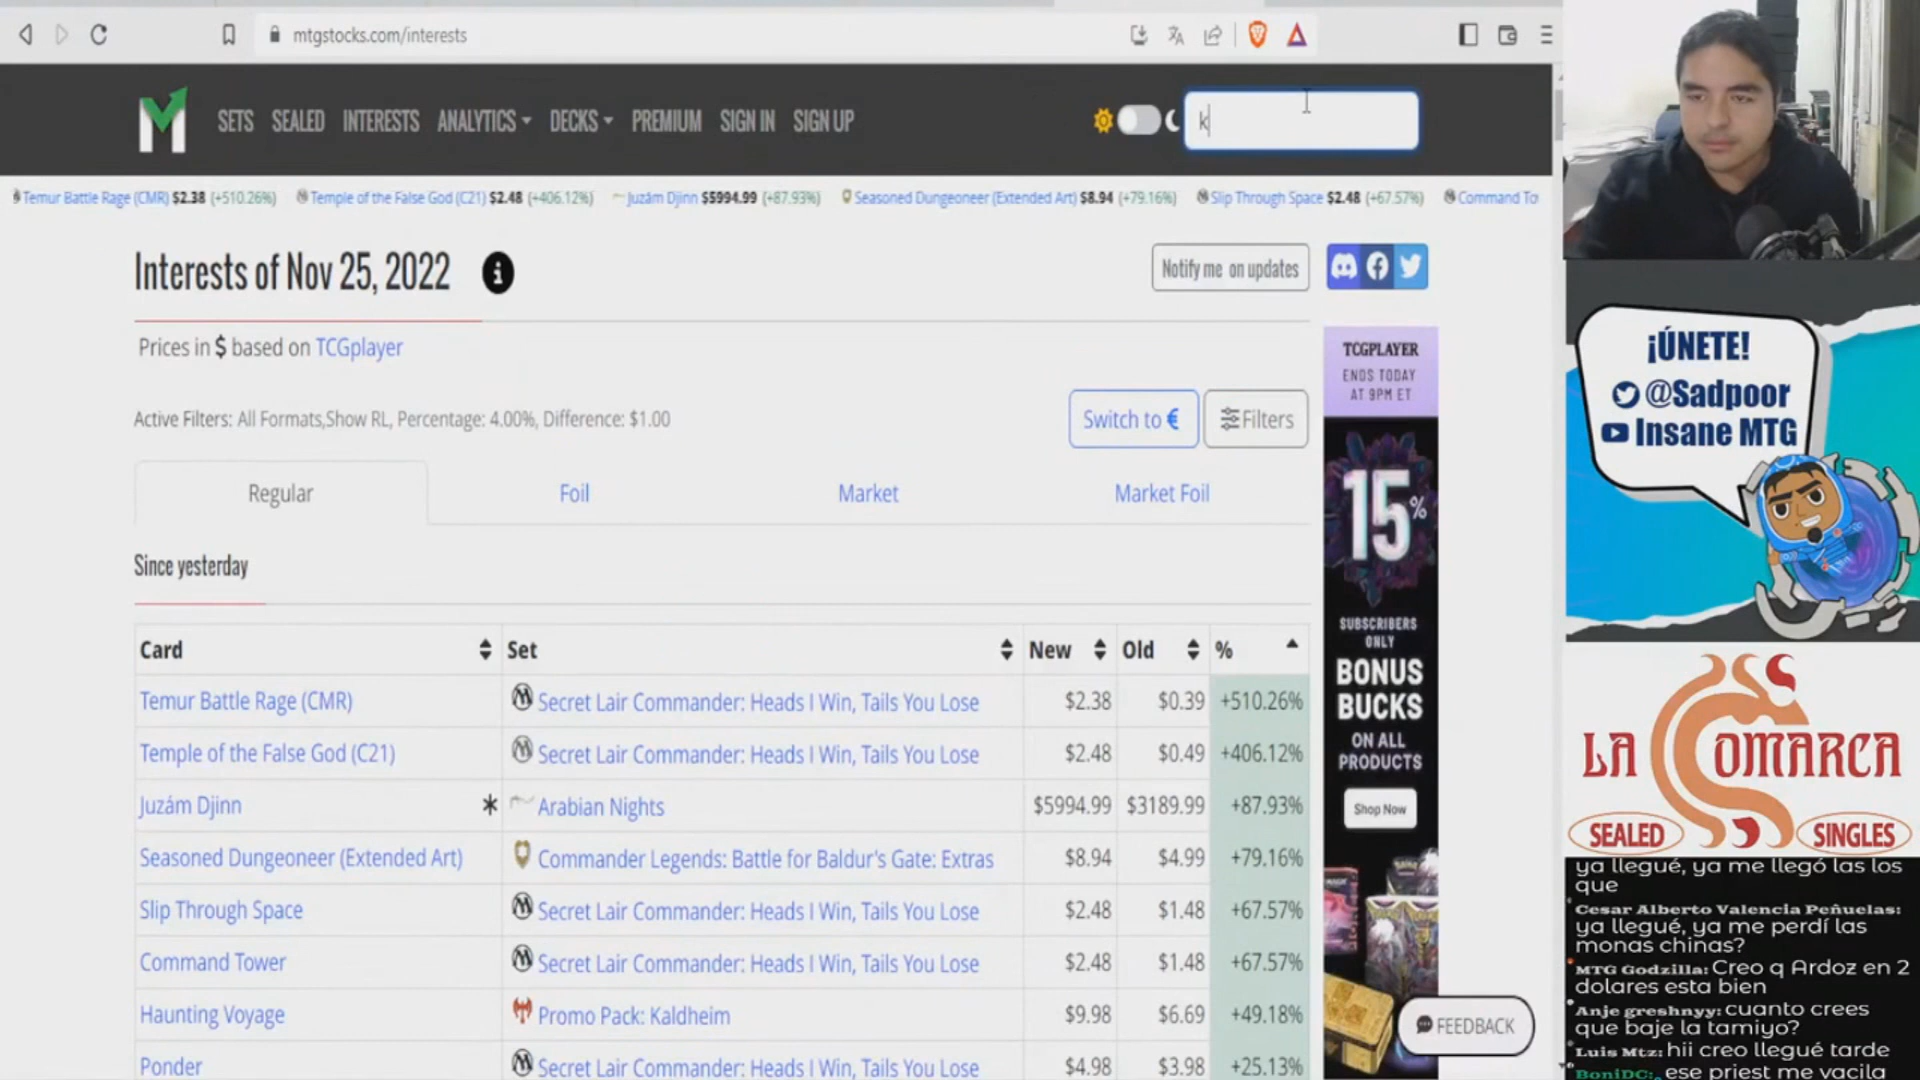 mtgstocks.com/interests
SETS SEALED INTERESTS ANALYTICS DECKS PREMIUM SIGN IN SIGN UP
k
Temur Battle Rage (CMR) $2.38 (+510.26%) Temple of the False God (C21) $2.48 (+406.12%) Juzám Djinn $5994.99 (+87.93%) Seasoned Dungeoneer (Extended Art) $8.94 (+79.16%) Slip Through Space $2.48 (+67.57%) Command To
Interests of Nov 25, 2022
Notify me on updates
Prices in $ based on TCGplayer
Active Filters: All Formats,Show RL, Percentage: 4.00%, Difference: $1.00
Switch to €
Filters
Regular Foil Market Market Foil
Since yesterday
Card Set New Old %
Temur Battle Rage (CMR) Secret Lair Commander: Heads I Win, Tails You Lose $2.38 $0.39 +510.26%
Temple of the False God (C21) Secret Lair Commander: Heads I Win, Tails You Lose $2.48 $0.49 +406.12%
Juzám Djinn * Arabian Nights $5994.99 $3189.99 +87.93%
Seasoned Dungeoneer (Extended Art) Commander Legends: Battle for Baldur's Gate: Extras $8.94 $4.99 +79.16%
Slip Through Space Secret Lair Commander: Heads I Win, Tails You Lose $2.48 $1.48 +67.57%
Command Tower Secret Lair Commander: Heads I Win, Tails You Lose $2.48 $1.48 +67.57%
Haunting Voyage Promo Pack: Kaldheim $9.98 $6.69 +49.18%
Ponder Secret Lair Commander: Heads I Win, Tails You Lose $4.98 $3.98 +25.13%
TCGPLAYER
ENDS TODAY
AT 9PM ET
15%
SUBSCRIBERS
ONLY
BONUS
BUCKS
ON ALL
PRODUCTS
Shop Now
FEEDBACK
¡ÚNETE!
@Sadpoor
Insane MTG
LA COMARCA
SEALED SINGLES
ya llegué, ya me llegó las los
que
Cesar Alberto Valencia Peñuelas:
ya llegué, ya me perdí las
monas chinas?
MTG Godzilla: Creo q Ardoz en 2
dolares esta bien
Anje greshnyy: cuanto crees
que baje la tamiyo?
Luis Mtz: hii creo llegué tarde
BoniDC: ese priest me vacila